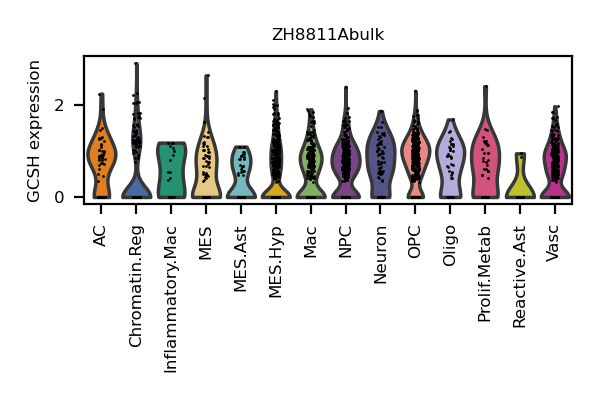 ZH8811Abulk
GCSH expression
2
0
AC
Chromatin.Reg
Inflammatory.Mac
MES
MES.Ast
MES.Hyp
Mac
NPC
Neuron
OPC
Oligo
Prolif.Metab
Reactive.Ast
Vasc